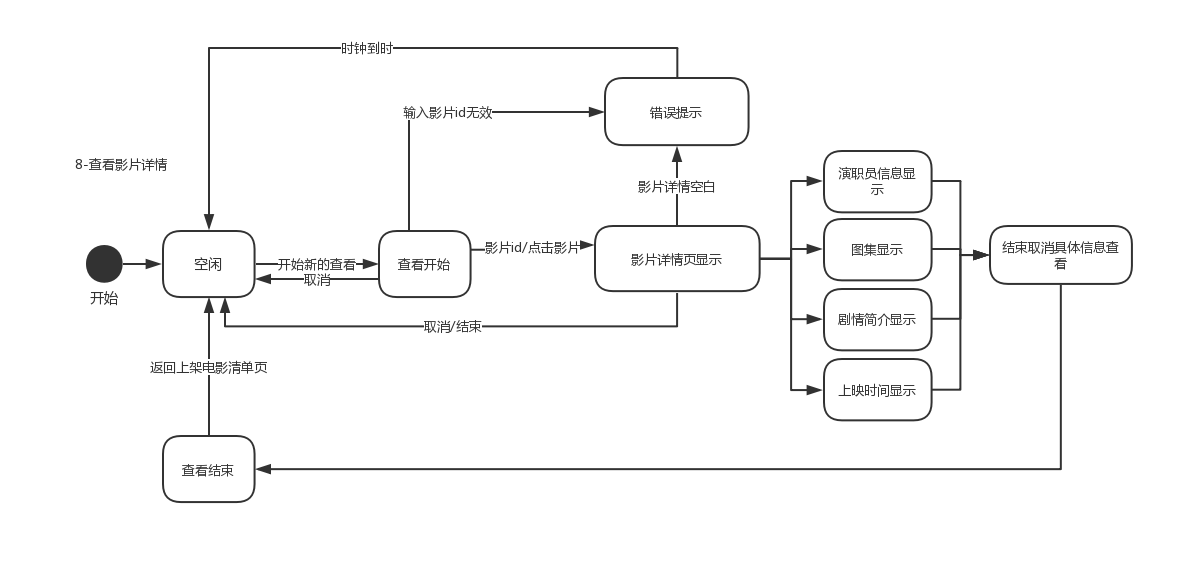 时钟到时
输入影片id无效
错误提示
8-查看影片详情
演职员信息显
示
影片详情空白
空闲
开始新的查看
取消
查看开始
影片id/点击影片
影片详情页显示
图集显示
结束取消具体信息查
看
开始
剧情简介显示
取消/结束
返回上架电影清单页
上映时间显示
查看结束